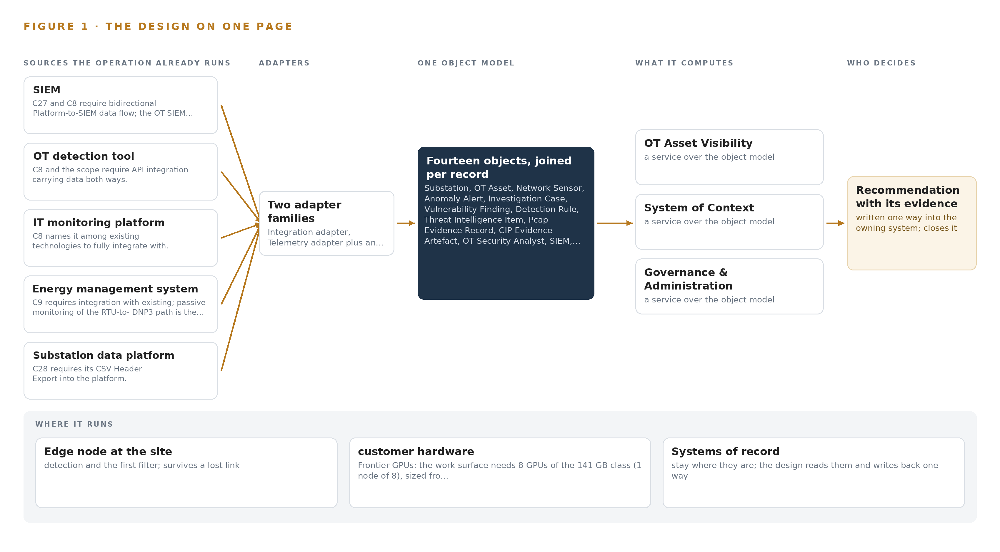 FIGURE 1 · THE DESIGN ON ONE PAGE
SOURCES THE OPERATION ALREADY RUNS
SIEM
C27 and C8 require bidirectional
Platform-to-SIEM data flow; the OT SIEM…
OT detection tool
C8 and the scope require API integration
carrying data both ways.
IT monitoring platform
C8 names it among existing
technologies to fully integrate with.
Energy management system
C9 requires integration with existing; passive
monitoring of the RTU-to- DNP3 path is the…
Substation data platform
C28 requires its CSV Header
Export into the platform.
ADAPTERS
Two adapter
families
Integration adapter,
Telemetry adapter plus an…
ONE OBJECT MODEL
Fourteen objects, joined
per record
Substation, OT Asset, Network Sensor,
Anomaly Alert, Investigation Case,
Vulnerability Finding, Detection Rule,
Threat Intelligence Item, Pcap
Evidence Record, CIP Evidence
Artefact, OT Security Analyst, SIEM,…
WHAT IT COMPUTES
OT Asset Visibility
a service over the object model
System of Context
a service over the object model
Governance &
Administration
a service over the object model
WHO DECIDES
Recommendation
with its evidence
written one way into the
owning system; closes it
WHERE IT RUNS
Edge node at the site
detection and the first filter; survives a lost link
customer hardware
Frontier GPUs: the work surface needs 8 GPUs of the 141 GB class (1
node of 8), sized fro…
Systems of record
stay where they are; the design reads them and writes back one
way